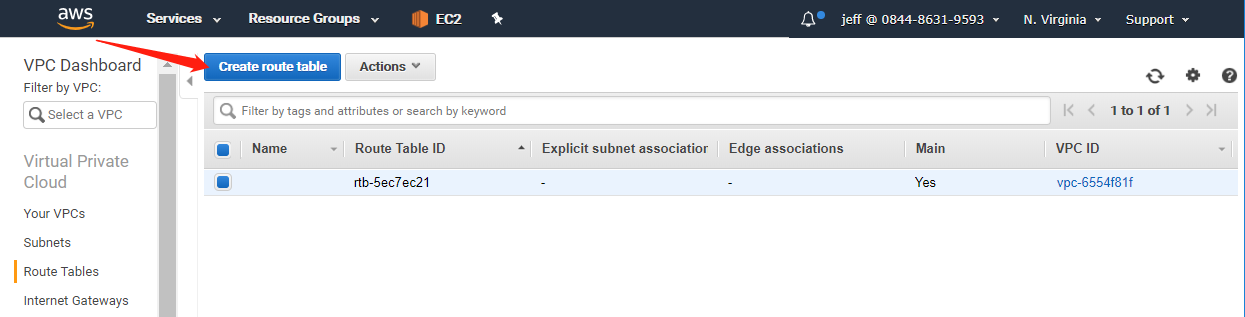 aws Services Resource Groups EC2 jeff @ 0844-8631-9593 N. Virginia Support
VPC Dashboard
Filter by VPC:
Select a VPC
Virtual Private
Cloud
Your VPCs
Subnets
Route Tables
Internet Gateways
Create route table Actions
Filter by tags and attributes or search by keyword 1 to 1 of 1
Name Route Table ID Explicit subnet association Edge associations Main VPC ID
rtb-5ec7ec21 - - Yes vpc-6554f81f